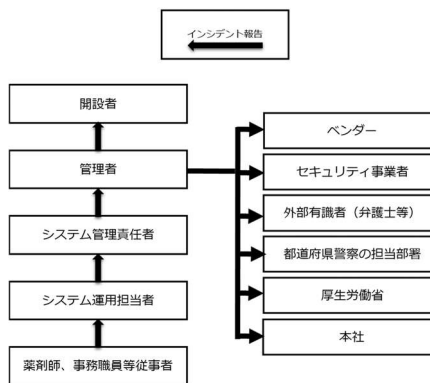 インシデント報告
開設者
管理者
システム管理責任者
システム運用担当者
薬剤師、事務職員等従事者
ベンダー
セキュリティ事業者
外部有識者（弁護士等）
都道府県警察の担当部署
厚生労働省
本社